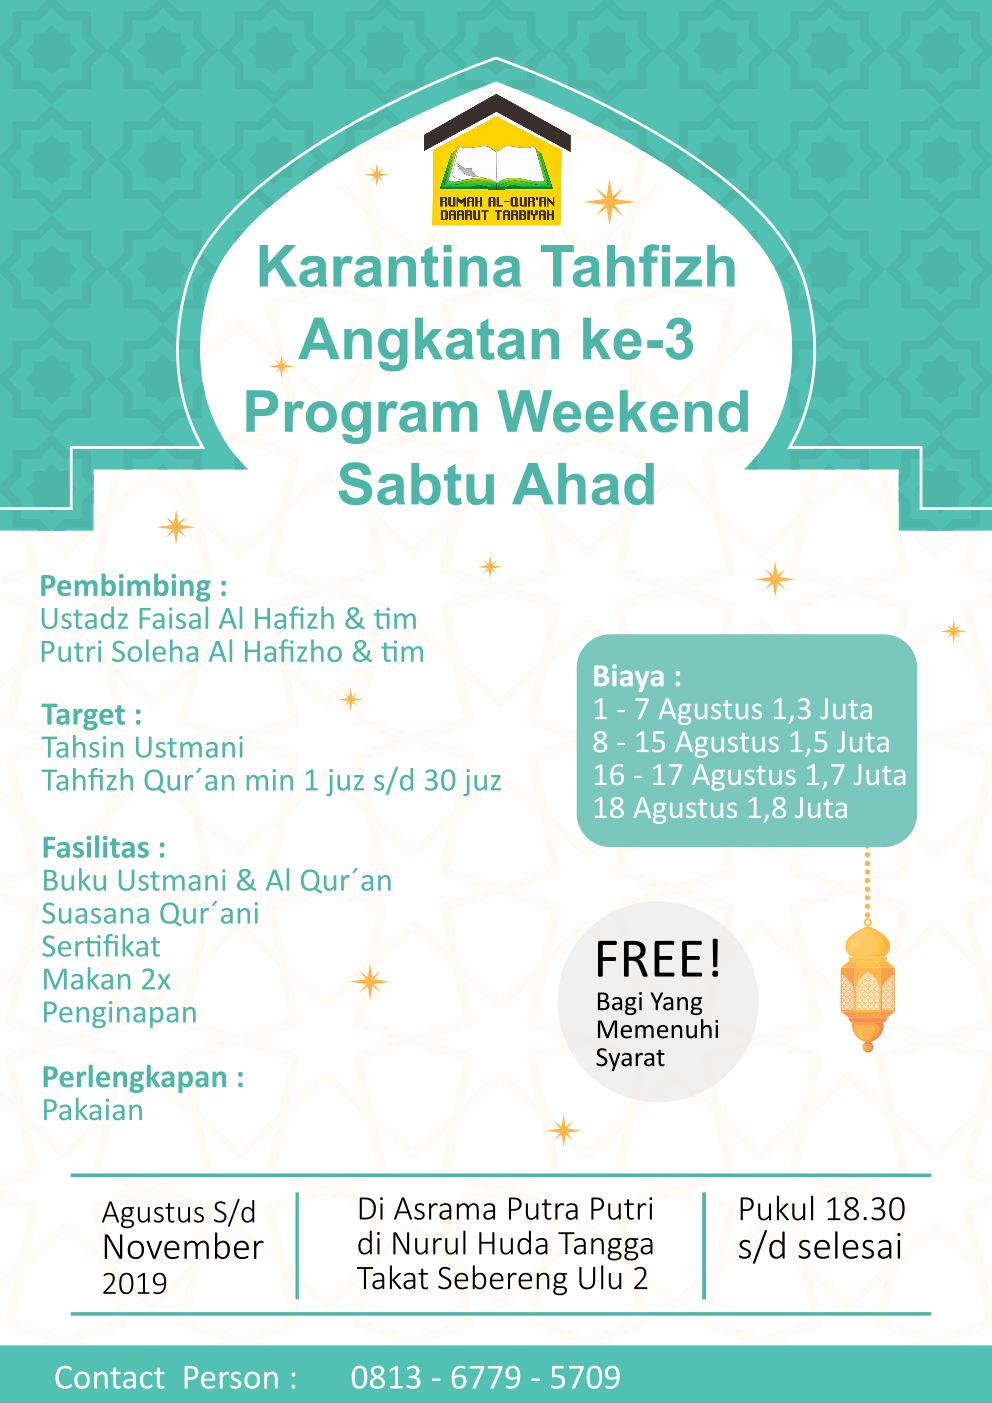 RUMAH AL-QUR'AN
DAARUT TARBIYAH
Karantina Tahfizh
Angkatan ke-3
Program Weekend
Sabtu Ahad
Pembimbing :
Ustadz Faisal Al Hafizh & tim
Putri Soleha Al Hafizho & tim
Target :
Tahsin Ustmani
Tahfizh Qur´an min 1 juz s/d 30 juz
Fasilitas :
Buku Ustmani & Al Qur´an
Suasana Qur´ani
Sertifikat
Makan 2x
Penginapan
Perlengkapan :
Pakaian
Biaya :
1 - 7 Agustus 1,3 Juta
8 - 15 Agustus 1,5 Juta
16 - 17 Agustus 1,7 Juta
18 Agustus 1,8 Juta
FREE!
Bagi Yang
Memenuhi
Syarat
Agustus S/d
November
2019
Di Asrama Putra Putri
di Nurul Huda Tangga
Takat Sebereng Ulu 2
Pukul 18.30
s/d selesai
Contact Person : 0813 - 6779 - 5709